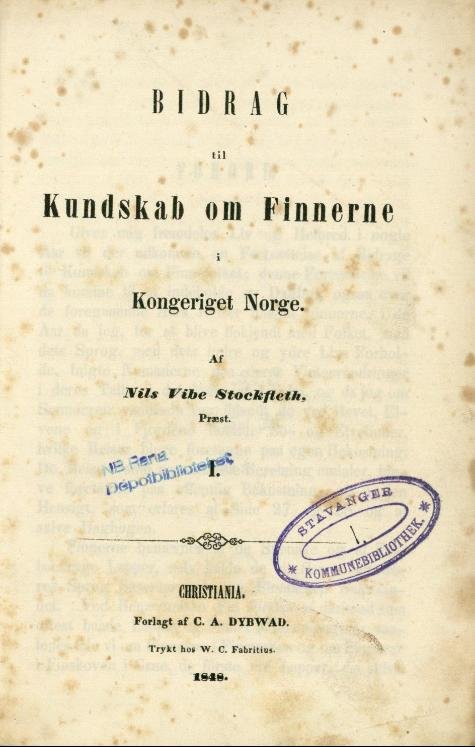 BIDRAG
til
Kundskab om Finnerne
i
Kongeriget Norge.
Af
Nils Vibe Stockfleth,
Præst.
NB Rana
Depotbiblioteket
I.
STAVANGER
I.
* KOMMUNEBIBLIOTHEK. *
CHRISTIANIA.
Forlagt af C. A. DYBWAD.
Trykt hos W. C. Fabritius.
1848.